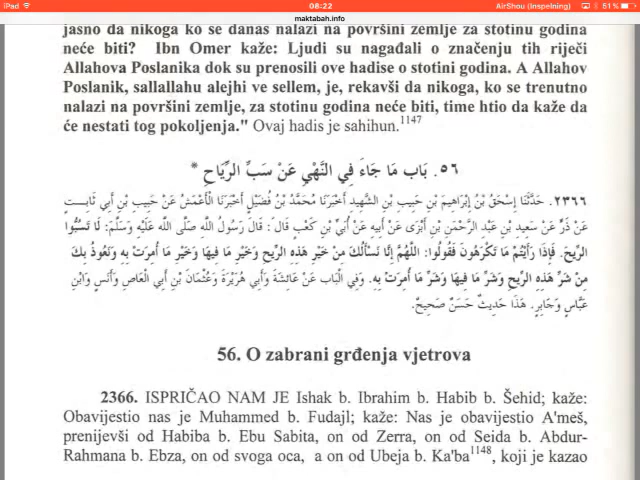 iPad 08:22 AirShou (Inspelning) 51%
maktabah.info
jasno da nikoga ko se danas nalazi na površini zemlje za stotinu godina
neće biti? Ibn Omer kaže: Ljudi su nagađali o značenju tih riječi
Allahova Poslanika dok su prenosili ove hadise o stotini godina. A Allahov
Poslanik, sallallahu alejhi ve sellem, je, rekavši da nikoga, ko se trenutno
nalazi na površini zemlje, za stotinu godina neće biti, time htio da kaže da
će nestati tog pokoljenja." Ovaj hadis je sahihun.1147
٥٦. بَاب مَا جَاءَ فِي النَّهْيِ عَنْ سَبِّ الرِّيَاحِ *
٢٣٦٦. حَدَّثَنَا إِسْحَقُ بْنُ إِبْرَاهِيمَ بْنِ حَبِيبِ بْنِ الشَّهِيدِ أَخْبَرَنَا مُحَمَّدُ بْنُ فُضَيْلٍ أَخْبَرَنَا الْأَعْمَشُ عَنْ حَبِيبِ بْنِ أَبِي ثَابِتٍ
عَنْ ذَرٍّ عَنْ سَعِيدِ بْنِ عَبْدِ الرَّحْمَنِ بْنِ أَبْزَى عَنْ أَبِيهِ عَنْ أُبَيِّ بْنِ كَعْبٍ قَالَ : قَالَ رَسُولُ اللَّهِ صَلَّى اللَّه عَلَيْهِ وَسَلَّمَ: لَا تَسُبُّوا
الرِّيحَ. فَإِذَا رَأَيْتُمْ مَا تَكْرَهُونَ فَقُولُوا: اللَّهُمَّ إِنَّا نَسْأَلُكَ مِنْ خَيْرِ هَذِهِ الرِّيحِ وَخَيْرِ مَا فِيهَا وَخَيْرِ مَا أُمِرَتْ بِهِ وَنَعُوذُ بِكَ
مِنْ شَرِّ هَذِهِ الرِّيحِ وَشَرِّ مَا فِيهَا وَشَرِّ مَا أُمِرَتْ بِهِ. وَفِي الْبَاب عَنْ عَائِشَةَ وَأَبِي هُرَيْرَةَ وَعُثْمَانَ بْنِ أَبِي الْعَاصِ وَأَنَسٍ وَابْنِ
عَبَّاسٍ وَجَابِرٍ. هَذَا حَدِيثٌ حَسَنٌ صَحِيحٌ.
56. O zabrani grđenja vjetrova
2366. ISPRIČAO NAM JE Ishak b. Ibrahim b. Habib b. Šehid; kaže:
Obavijestio nas je Muhammed b. Fudajl; kaže: Nas je obavijestio A'meš,
prenijevši od Habiba b. Ebu Sabita, on od Zerra, on od Seida b. Abdur-
Rahmana b. Ebza, on od svoga oca, a on od Ubeja b. Ka'ba1148, koji je kazao